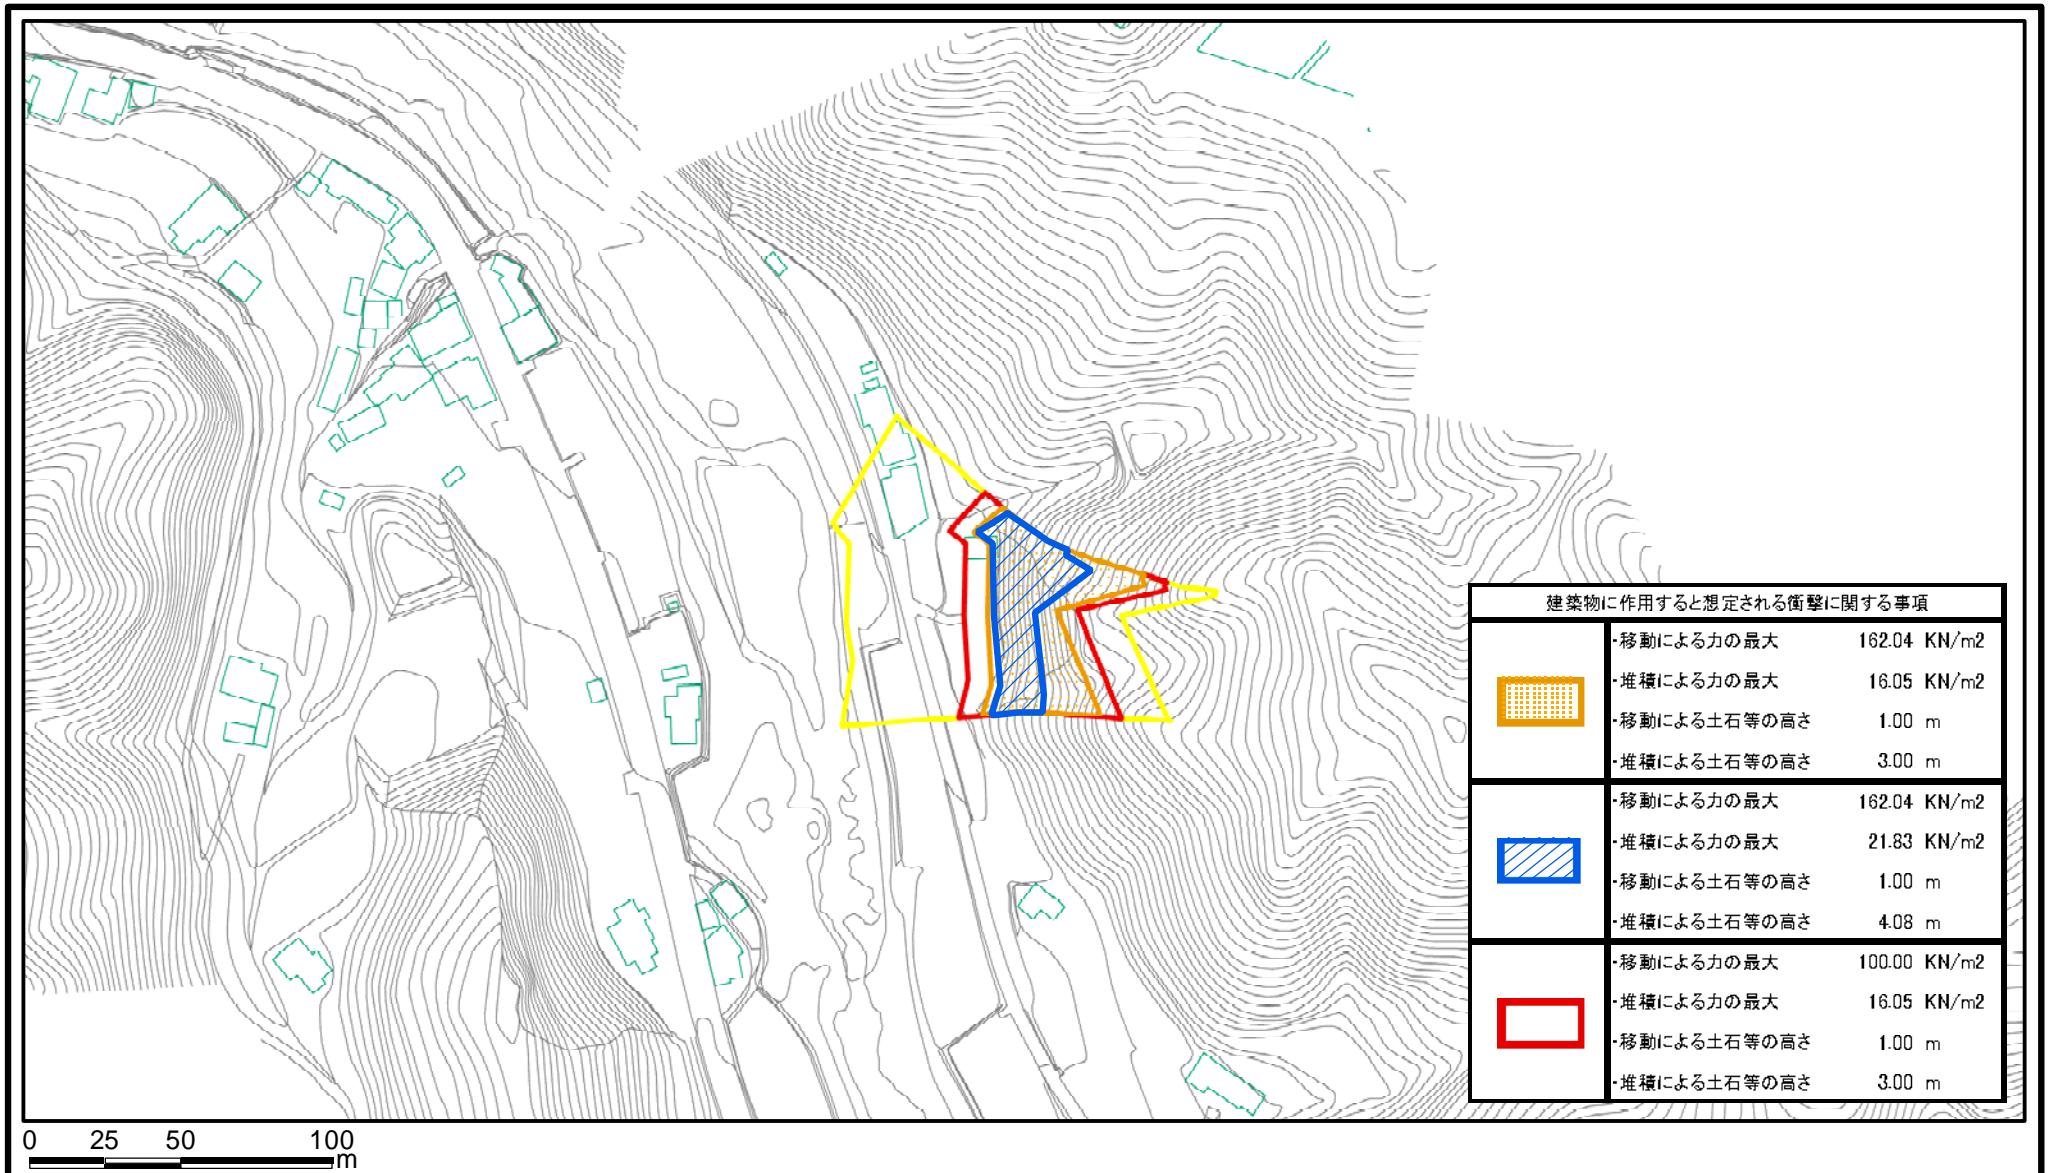 建築物に作用すると想定される衝撃に関する事項
・移動による力の最大 162.04 KN/m2
・堆積による力の最大 16.05 KN/m2
・移動による土石等の高さ 1.00 m
・堆積による土石等の高さ 3.00 m
・移動による力の最大 162.04 KN/m2
・堆積による力の最大 21.83 KN/m2
・移動による土石等の高さ 1.00 m
・堆積による土石等の高さ 4.08 m
・移動による力の最大 100.00 KN/m2
・堆積による力の最大 16.05 KN/m2
・移動による土石等の高さ 1.00 m
・堆積による土石等の高さ 3.00 m
0 25 50 100
m